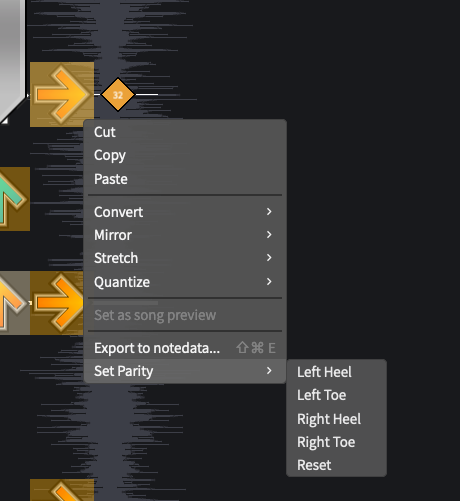 32
Cut
Copy
Paste
Convert
Mirror
Stretch
Quantize
Set as song preview
Export to notedata... ⇧⌘ E
Set Parity
Left Heel
Left Toe
Right Heel
Right Toe
Reset